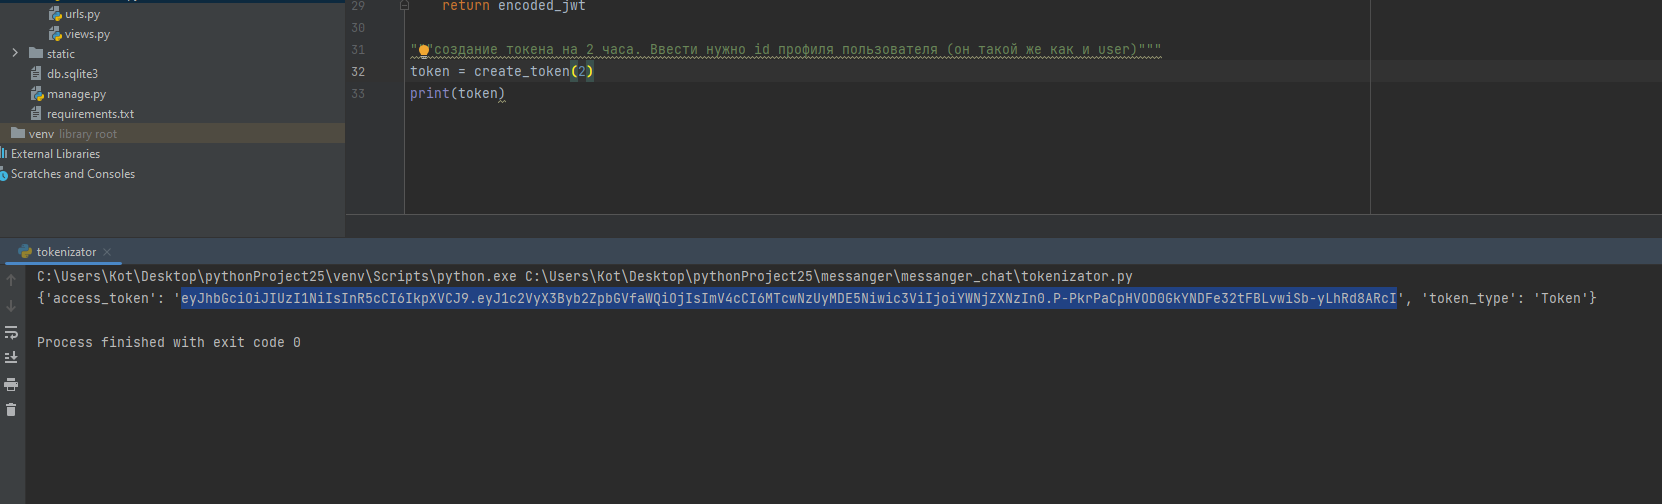 urls.py
views.py
static
db.sqlite3
manage.py
requirements.txt
venv library root
External Libraries
Scratches and Consoles
29 return encoded_jwt
30
31 """создание токена на 2 часа. Ввести нужно id профиля пользователя (он такой же как и user)"""
32 token = create_token(2)
33 print(token)
tokenizator
C:\Users\Kot\Desktop\pythonProject25\venv\Scripts\python.exe C:\Users\Kot\Desktop\pythonProject25\messanger\messanger_chat\tokenizator.py
{'access_token': 'eyJhbGciOiJIUzI1NiIsInR5cCI6IkpXVCJ9.eyJ1c2VyX3Byb2ZpbGVfaWQiOjIsImV4cCI6MTcwNzUyMDE5Niwic3ViIjoiYWNjZXNzIn0.P-PkrPaCpHVOD0GkYNDFe32tFBLvwiSb-yLhRd8ARcI', 'token_type': 'Token'}
Process finished with exit code 0